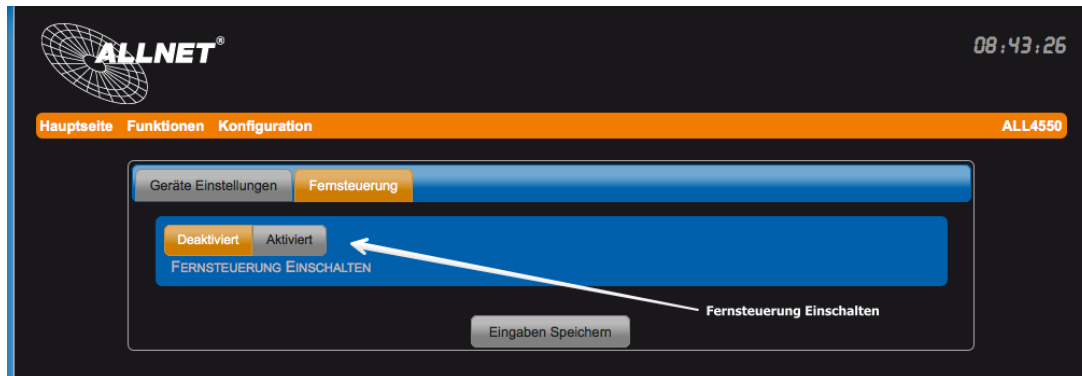 ALLNET®
08:43:26
Hauptseite Funktionen Konfiguration ALL4550
Geräte Einstellungen Fernsteuerung
Deaktiviert Aktiviert
FERNSTEUERUNG EINSCHALTEN
Fernsteuerung Einschalten
Eingaben Speichern